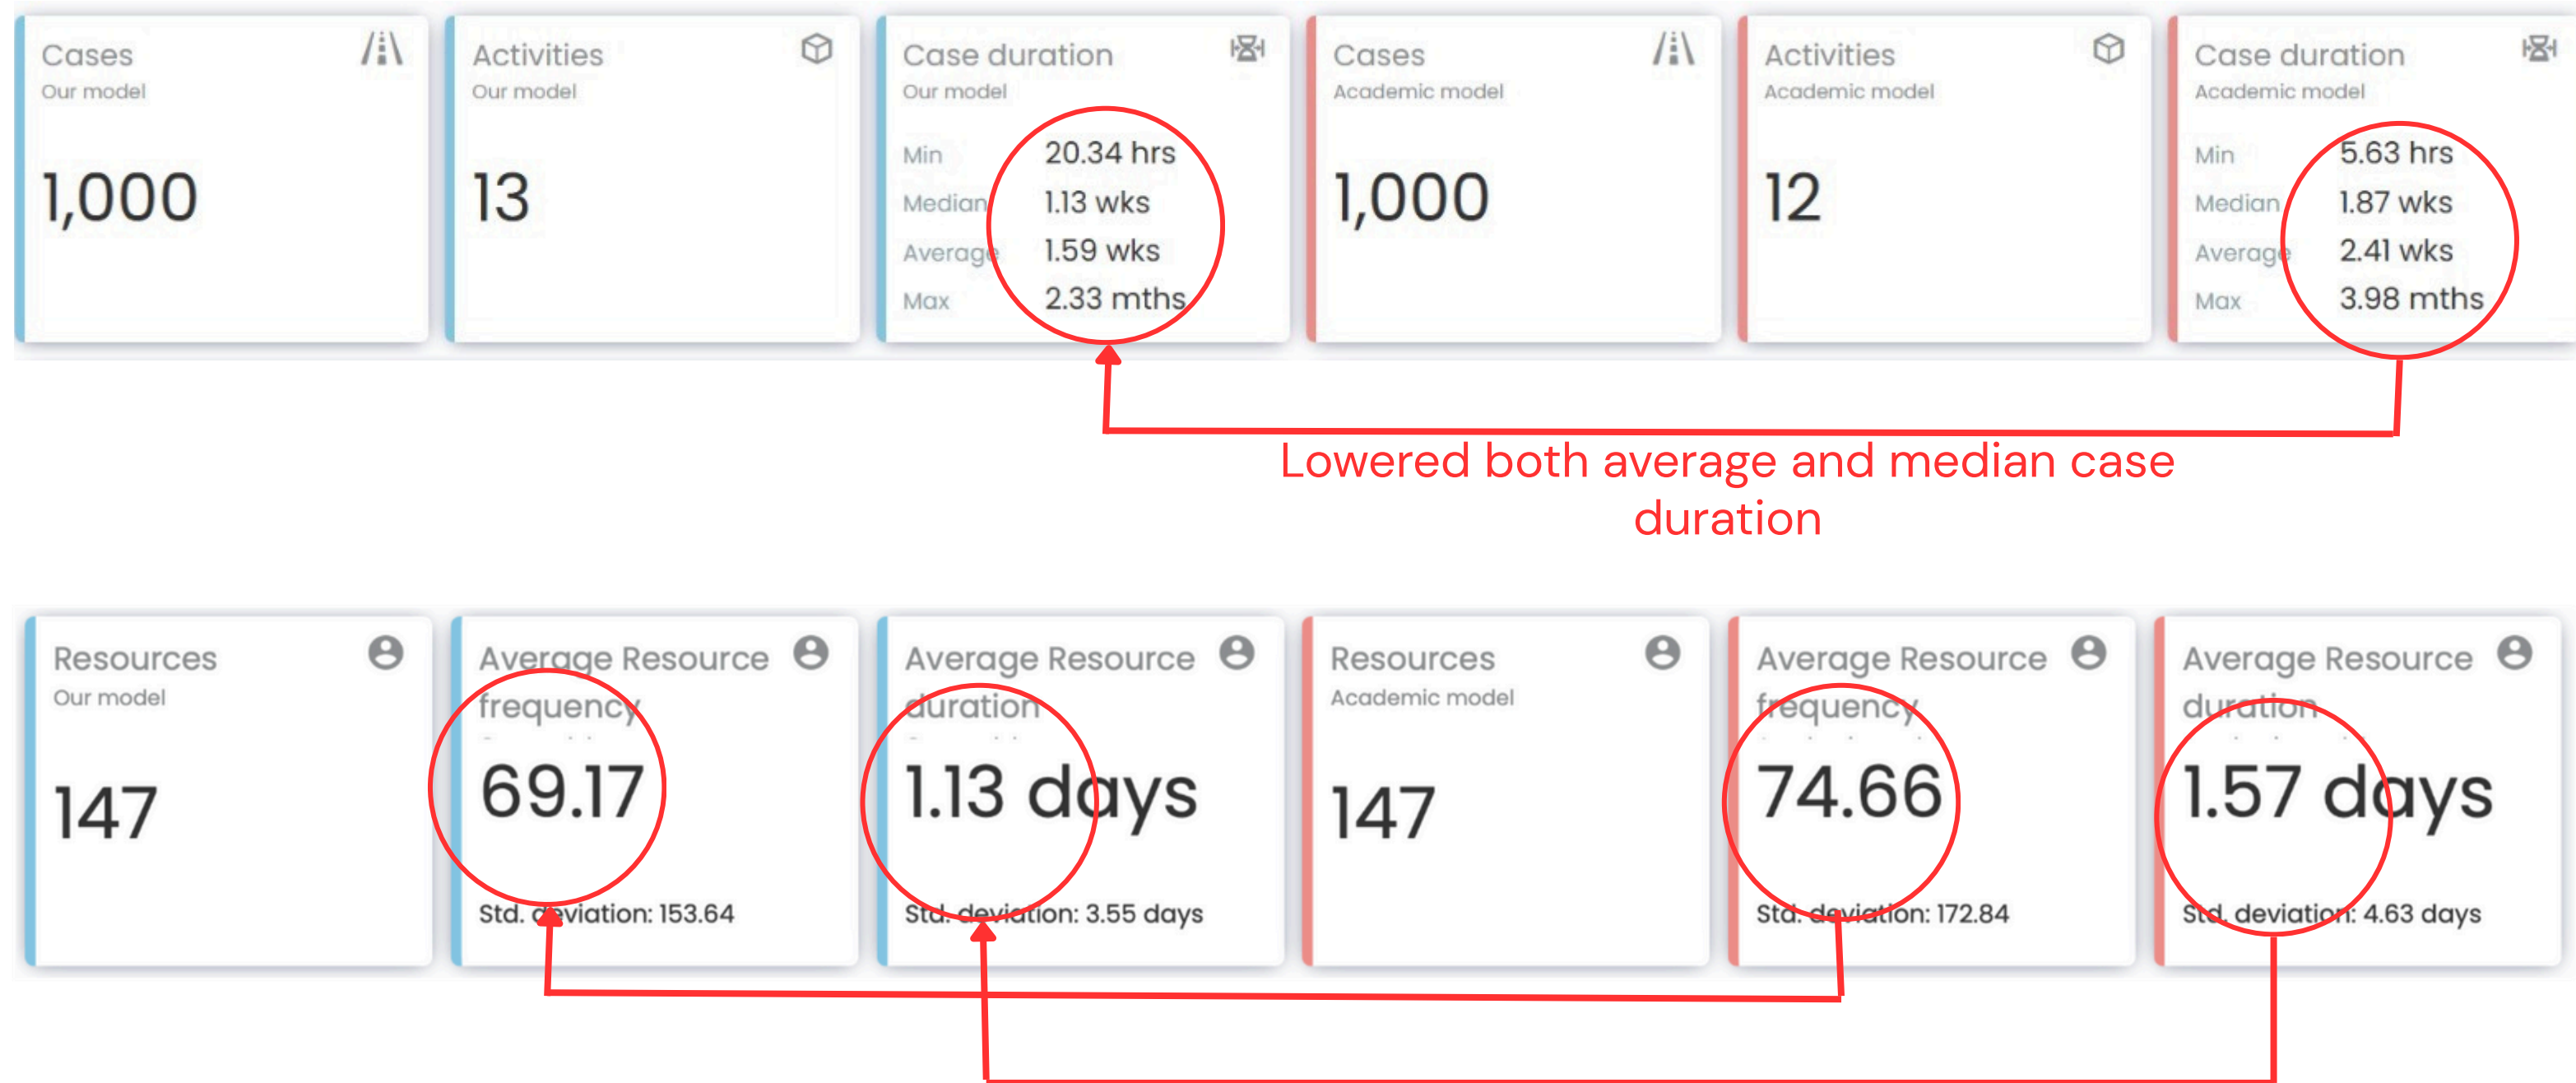 Cases
Our model
1,000
Activities
Our model
13
Case duration
Our model
Min 20.34 hrs
Median 1.13 wks
Average 1.59 wks
Max 2.33 mths
Cases
Academic model
1,000
Activities
Academic model
12
Case duration
Academic model
Min 5.63 hrs
Median 1.87 wks
Average 2.41 wks
Max 3.98 mths
Lowered both average and median case
duration
Resources
Our model
147
Average Resource
frequency
69.17
Std. deviation: 153.64
Average Resource
duration
1.13 days
Std. deviation: 3.55 days
Resources
Academic model
147
Average Resource
frequency
74.66
Std. deviation: 172.84
Average Resource
duration
1.57 days
Std. deviation: 4.63 days